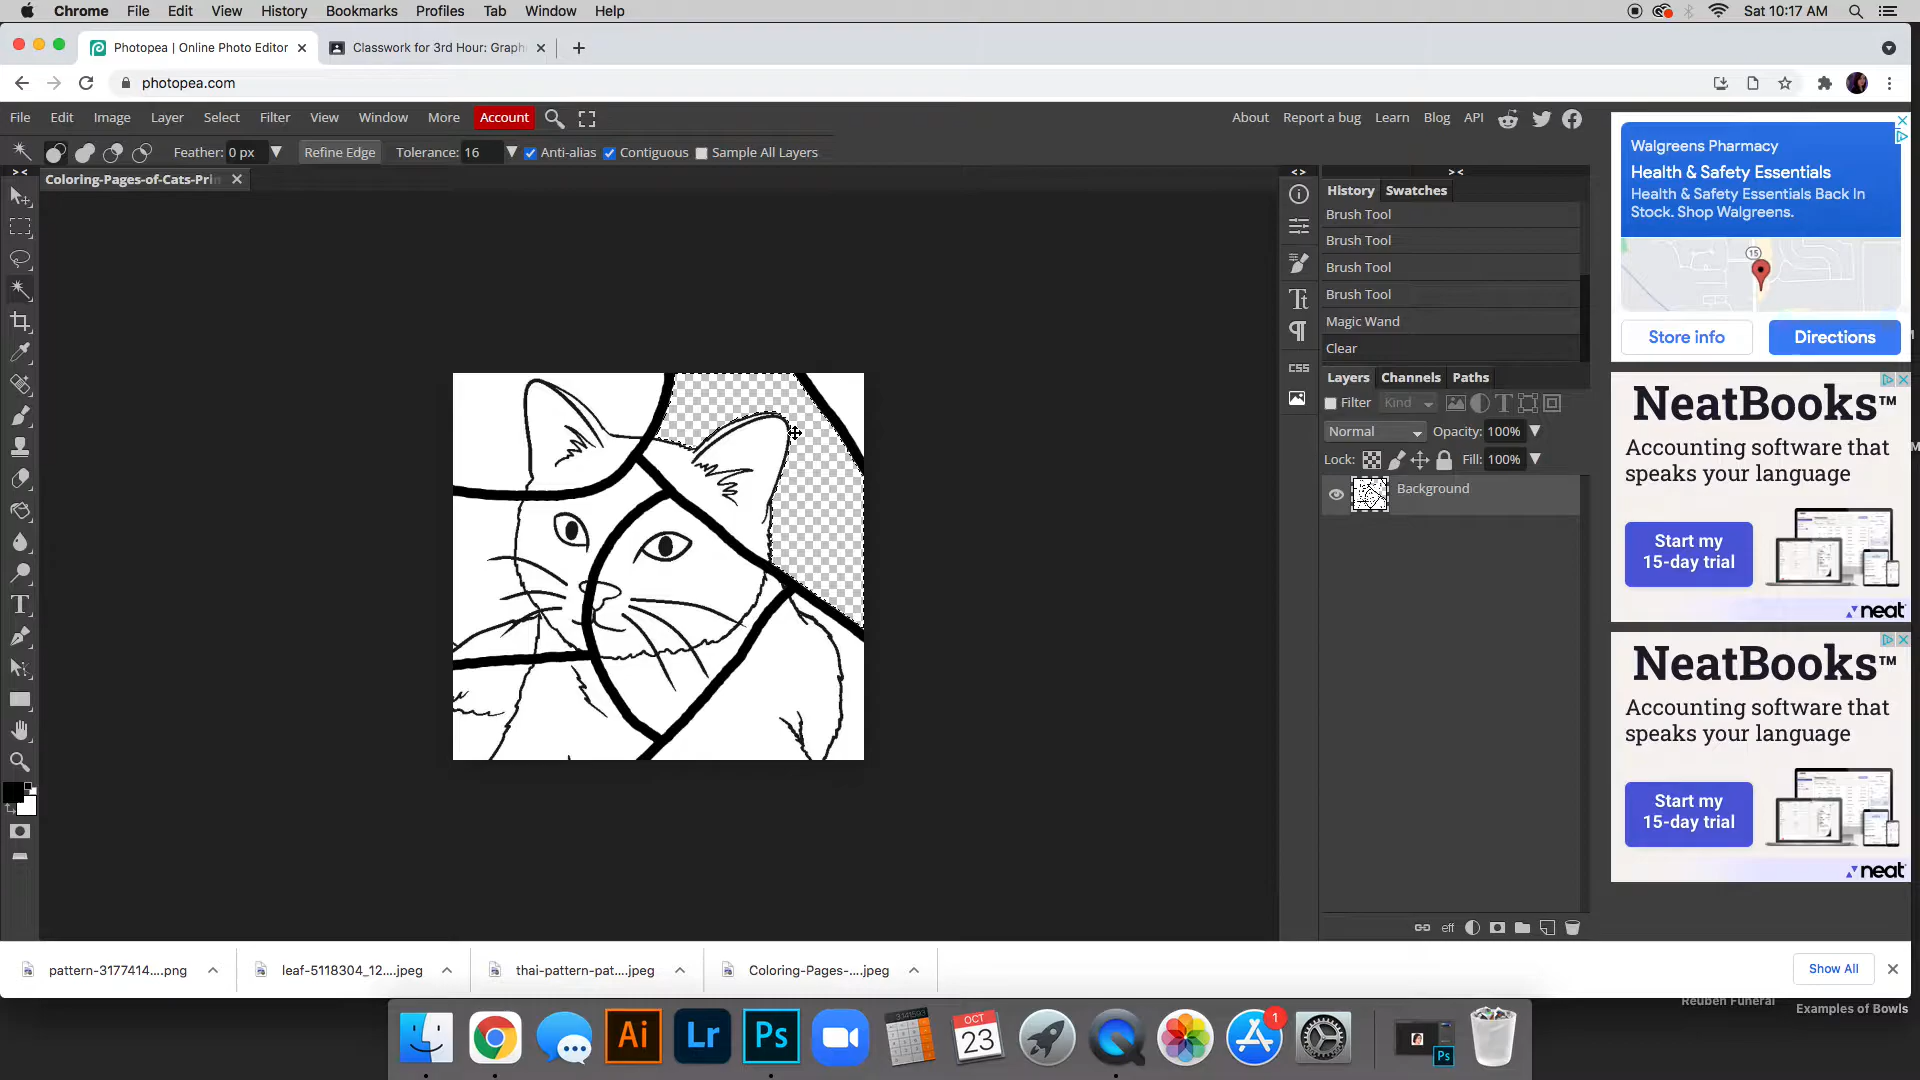 Chrome File Edit View History Bookmarks Profiles Tab Window Help Sat 10:17 AM
Photopea | Online Photo Editor Classwork for 3rd Hour: Graph
photopea.com
File Edit Image Layer Select Filter View Window More Account About Report a bug Learn Blog API
Feather: 0 px Refine Edge Tolerance: 16 Anti-alias Contiguous Sample All Layers
Coloring-Pages-of-Cats-Pri
History Swatches
Brush Tool
Brush Tool
Brush Tool
Brush Tool
Magic Wand
Clear
Layers Channels Paths
Filter Kind
Normal Opacity: 100%
Lock: Fill: 100%
Background
CSS
eff
Walgreens Pharmacy
Health & Safety Essentials
Health & Safety Essentials Back In
Stock. Shop Walgreens.
15
Store info Directions
NeatBooks™
Accounting software that
speaks your language
Start my
15-day trial
neat
NeatBooks™
Accounting software that
speaks your language
Start my
15-day trial
neat
pattern-3177414....png leaf-5118304_12....jpeg thai-pattern-pat....jpeg Coloring-Pages-....jpeg Show All
Reuben Funeral
Examples of Bowls
Ai Lr Ps OCT
23 1 Ps